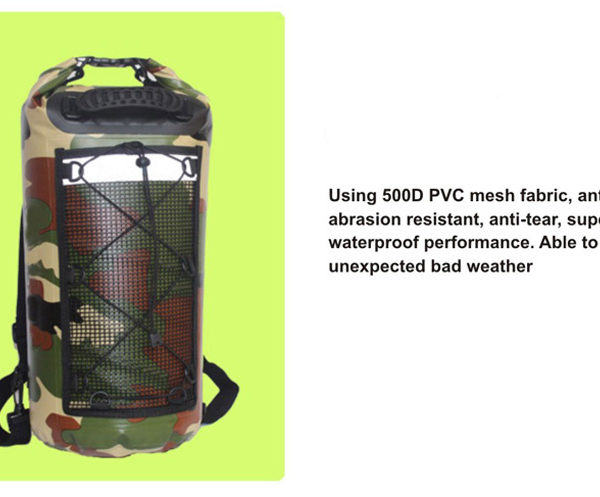 Using 500D PVC mesh fabric,
abrasion resistant, anti-tear,
waterproof performance. Able to
unexpected bad weather